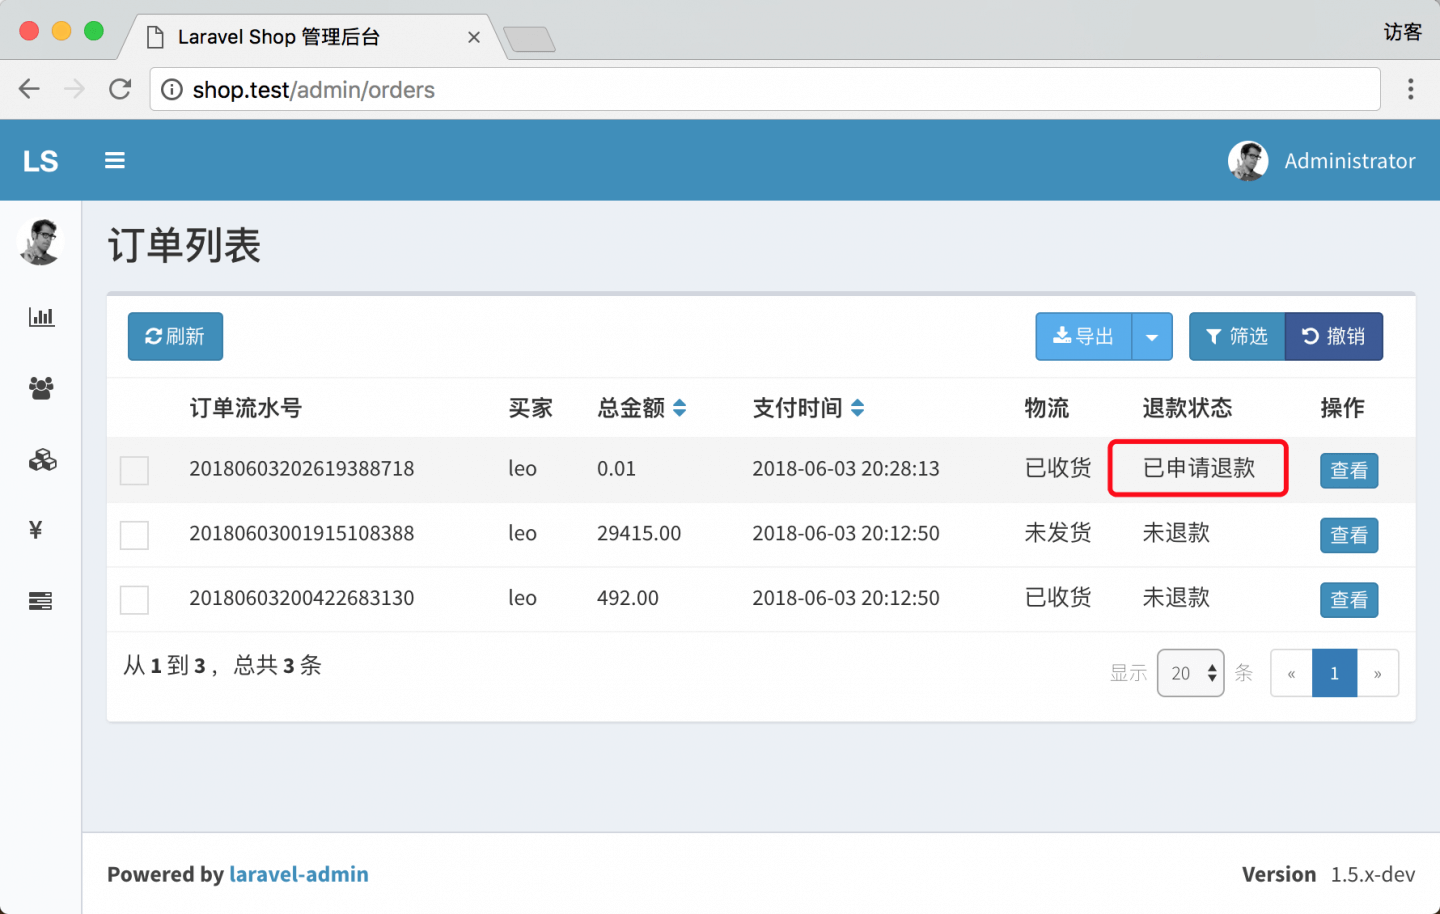 Laravel Shop 管理后台
访客
shop.test/admin/orders
LS
Administrator
订单列表
刷新 导出 筛选 撤销
订单流水号 买家 总金额 支付时间 物流 退款状态 操作
20180603202619388718 leo 0.01 2018-06-03 20:28:13 已收货 已申请退款 查看
20180603001915108388 leo 29415.00 2018-06-03 20:12:50 未发货 未退款 查看
20180603200422683130 leo 492.00 2018-06-03 20:12:50 已收货 未退款 查看
从 1 到 3 ，总共 3 条 显示 20 条 « 1 »
Powered by laravel-admin Version 1.5.x-dev